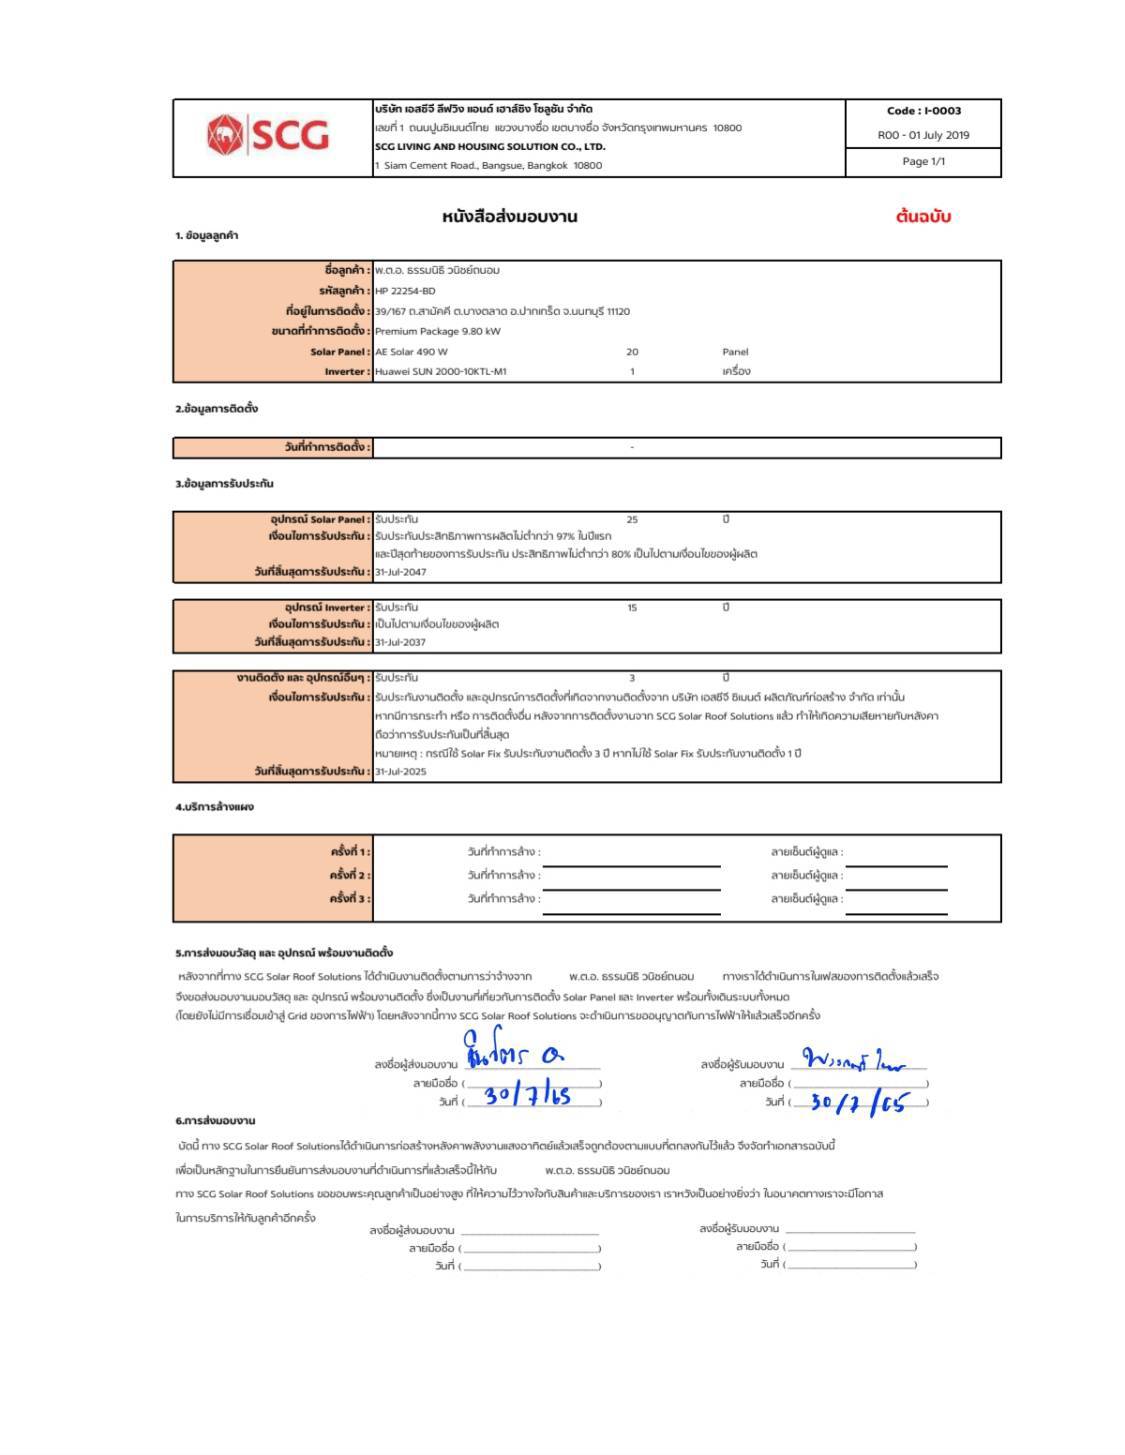 SCG
บริษัท เอสซีจี ลีฟวิง แอนด์ เฮาส์ซิง โซลูชัน จำกัด
เลขที่ 1 ถนนปูนซิเมนต์ไทย แขวงบางซื่อ เขตบางซื่อ จังหวัดกรุงเทพมหานคร 10800
SCG LIVING AND HOUSING SOLUTION CO., LTD.
1 Siam Cement Road., Bangsue, Bangkok 10800
Code : I-0003
R00 - 01 July 2019
Page 1/1
หนังสือส่งมอบงาน ต้นฉบับ
1. ข้อมูลลูกค้า
ชื่อลูกค้า : พ.ต.อ. ธรรมนิธิ วนิชย์ถนอม
รหัสลูกค้า : HP 22254-BD
ที่อยู่ในการติดตั้ง : 39/167 ถ.สามัคคี ต.บางตลาด อ.ปากเกร็ด จ.นนทบุรี 11120
ขนาดที่ทำการติดตั้ง : Premium Package 9.80 kW
Solar Panel : AE Solar 490 W 20 Panel
Inverter : Huawei SUN 2000-10KTL-M1 1 เครื่อง
2.ข้อมูลการติดตั้ง
วันที่ทำการติดตั้ง : -
3.ข้อมูลการรับประกัน
อุปกรณ์ Solar Panel : รับประกัน 25 ปี
เงื่อนไขการรับประกัน : รับประกันประสิทธิภาพการผลิตไม่ต่ำกว่า 97% ในปีแรก
และปีสุดท้ายของการรับประกัน ประสิทธิภาพไม่ต่ำกว่า 80% เป็นไปตามเงื่อนไขของผู้ผลิต
วันที่สิ้นสุดการรับประกัน : 31-Jul-2047
อุปกรณ์ Inverter : รับประกัน 15 ปี
เงื่อนไขการรับประกัน : เป็นไปตามเงื่อนไขของผู้ผลิต
วันที่สิ้นสุดการรับประกัน : 31-Jul-2037
งานติดตั้ง และ อุปกรณ์อื่นๆ : รับประกัน 3 ปี
เงื่อนไขการรับประกัน : รับประกันงานติดตั้ง และอุปกรณ์การติดตั้งที่เกิดจากงานติดตั้งจาก บริษัท เอสซีจี ซิเมนต์ ผลิตภัณฑ์ก่อสร้าง จำกัด เท่านั้น
หากมีการกระทำ หรือ การติดตั้งอื่น หลังจากการติดตั้งงานจาก SCG Solar Roof Solutions แล้ว ทำให้เกิดความเสียหายกับหลังคา
ถือว่าการรับประกันเป็นที่สิ้นสุด
หมายเหตุ : กรณีใช้ Solar Fix รับประกันงานติดตั้ง 3 ปี หากไม่ใช้ Solar Fix รับประกันงานติดตั้ง 1 ปี
วันที่สิ้นสุดการรับประกัน : 31-Jul-2025
4.บริการล้างแผง
ครั้งที่ 1 : วันที่ทำการล้าง : ลายเซ็นต์ผู้ดูแล :
ครั้งที่ 2 : วันที่ทำการล้าง : ลายเซ็นต์ผู้ดูแล :
ครั้งที่ 3 : วันที่ทำการล้าง : ลายเซ็นต์ผู้ดูแล :
5.การส่งมอบวัสดุ และ อุปกรณ์ พร้อมงานติดตั้ง
หลังจากที่ทาง SCG Solar Roof Solutions ได้ดำเนินงานติดตั้งตามการว่าจ้างจาก พ.ต.อ. ธรรมนิธิ วนิชย์ถนอม ทางเราได้ดำเนินการในเฟสของการติดตั้งแล้วเสร็จ
จึงขอส่งมอบงานมอบวัสดุ และ อุปกรณ์ พร้อมงานติดตั้ง ซึ่งเป็นงานที่เกี่ยวกับการติดตั้ง Solar Panel และ Inverter พร้อมทั้งเดินระบบทั้งหมด
(โดยยังไม่มีการเชื่อมเข้าสู่ Grid ของการไฟฟ้า) โดยหลังจากนี้ทาง SCG Solar Roof Solutions จะดำเนินการขออนุญาตกับการไฟฟ้าให้แล้วเสร็จอีกครั้ง
ลงชื่อผู้ส่งมอบงาน ลงชื่อผู้รับมอบงาน
ลายมือชื่อ ( ) ลายมือชื่อ ( )
วันที่ ( 30/7/65 ) วันที่ ( 30/7/65 )
6.การส่งมอบงาน
บัดนี้ ทาง SCG Solar Roof Solutionsได้ดำเนินการก่อสร้างหลังคาพลังงานแสงอาทิตย์แล้วเสร็จถูกต้องตามแบบที่ตกลงกันไว้แล้ว จึงจัดทำเอกสารฉบับนี้
เพื่อเป็นหลักฐานในการยืนยันการส่งมอบงานที่ดำเนินการที่แล้วเสร็จนี้ให้กับ พ.ต.อ. ธรรมนิธิ วนิชย์ถนอม
ทาง SCG Solar Roof Solutions ขอขอบพระคุณลูกค้าเป็นอย่างสูง ที่ให้ความไว้วางใจกับสินค้าและบริการของเรา เราหวังเป็นอย่างยิ่งว่า ในอนาคตทางเราจะมีโอกาส
ในการบริการให้กับลูกค้าอีกครั้ง
ลงชื่อผู้ส่งมอบงาน ลงชื่อผู้รับมอบงาน
ลายมือชื่อ ( ) ลายมือชื่อ ( )
วันที่ ( ) วันที่ ( )